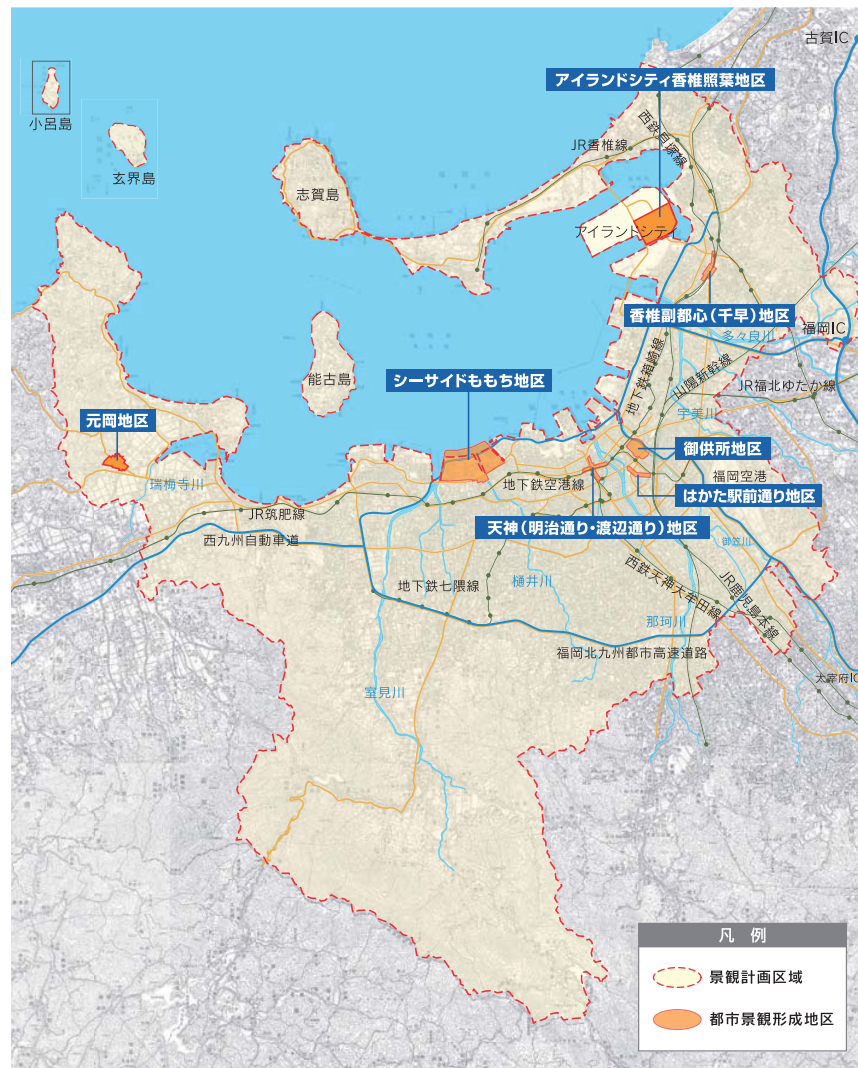 古賀IC
アイランドシティ香椎照葉地区
小呂島
玄界島
西鉄貝塚線
JR香椎線
志賀島
アイランドシティ
香椎副都心(千早)地区
多々良川
福岡IC
地下鉄箱崎線
山陽新幹線
JR福北ゆたか線
能古島
シーサイドももち地区
宇美川
元岡地区
御供所地区
瑞梅寺川
地下鉄空港線
福岡空港
はかた駅前通り地区
JR筑肥線
天神(明治通り・渡辺通り)地区
西九州自動車道
御笠川
地下鉄七隈線
樋井川
西鉄天神大牟田線
JR鹿児島本線
那珂川
福岡北九州都市高速道路
太宰府IC
室見川
凡 例
景観計画区域
都市景観形成地区